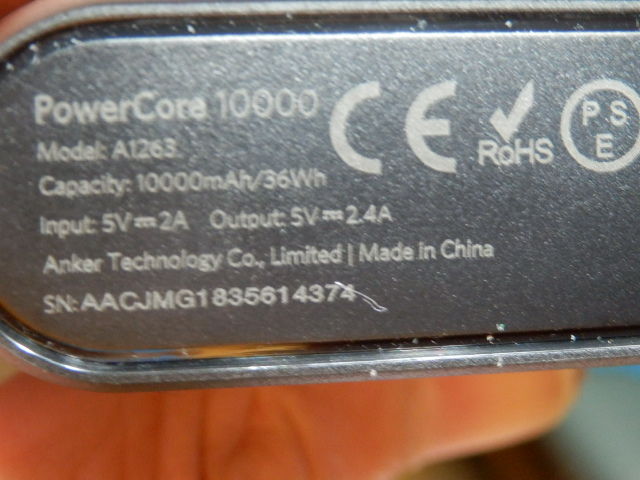 PowerCore 10000
Model: A1263
Capacity: 10000mAh/36Wh
Input: 5V⎓2A Output: 5V⎓2.4A
Anker Technology Co., Limited | Made in China
SN: AACJMG1835614374
CE
RoHS
PSE